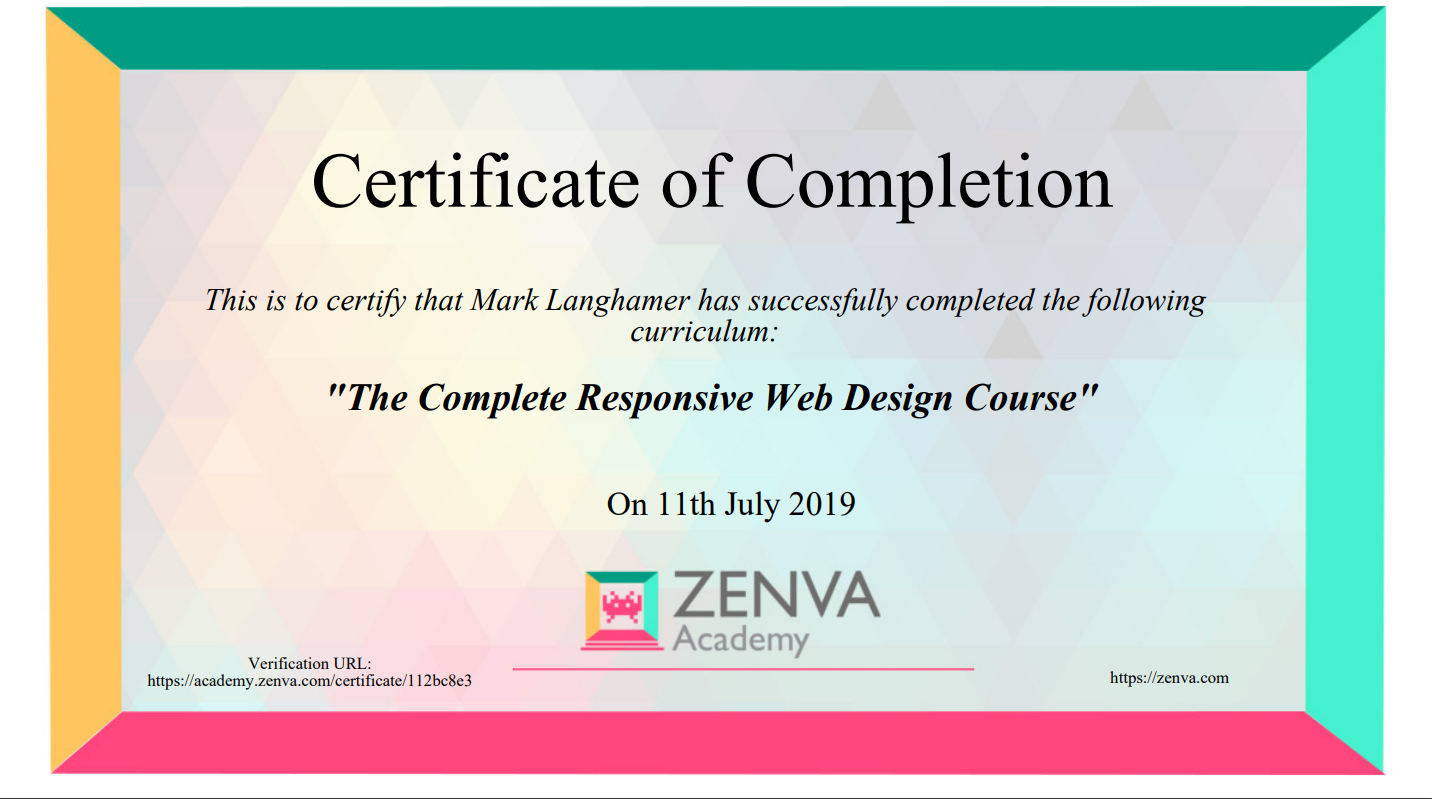 Certificate of Completion
This is to certify that Mark Langhamer has successfully completed the following
curriculum:
"The Complete Responsive Web Design Course"
On 11th July 2019
ZENVA
Academy
Verification URL:
https://academy.zenva.com/certificate/112bc8e3
https://zenva.com